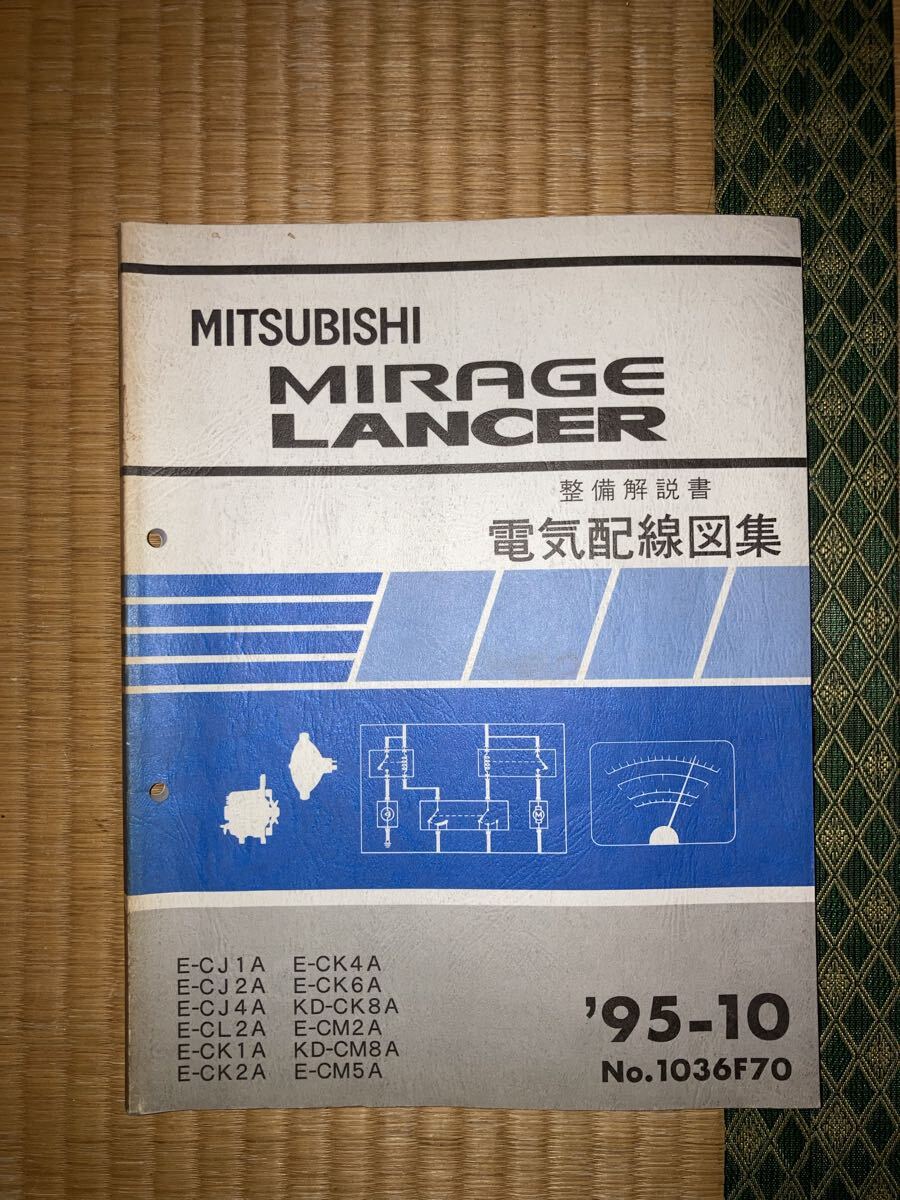 MITSUBISHI
MIRAGE
LANCER
整備解説書
電気配線図集
M
E-CJ1A E-CK4A
E-CJ2A E-CK6A
E-CJ4A KD-CK8A
E-CL2A E-CM2A
E-CK1A KD-CM8A
E-CK2A E-CM5A
'95-10
No.1036F70